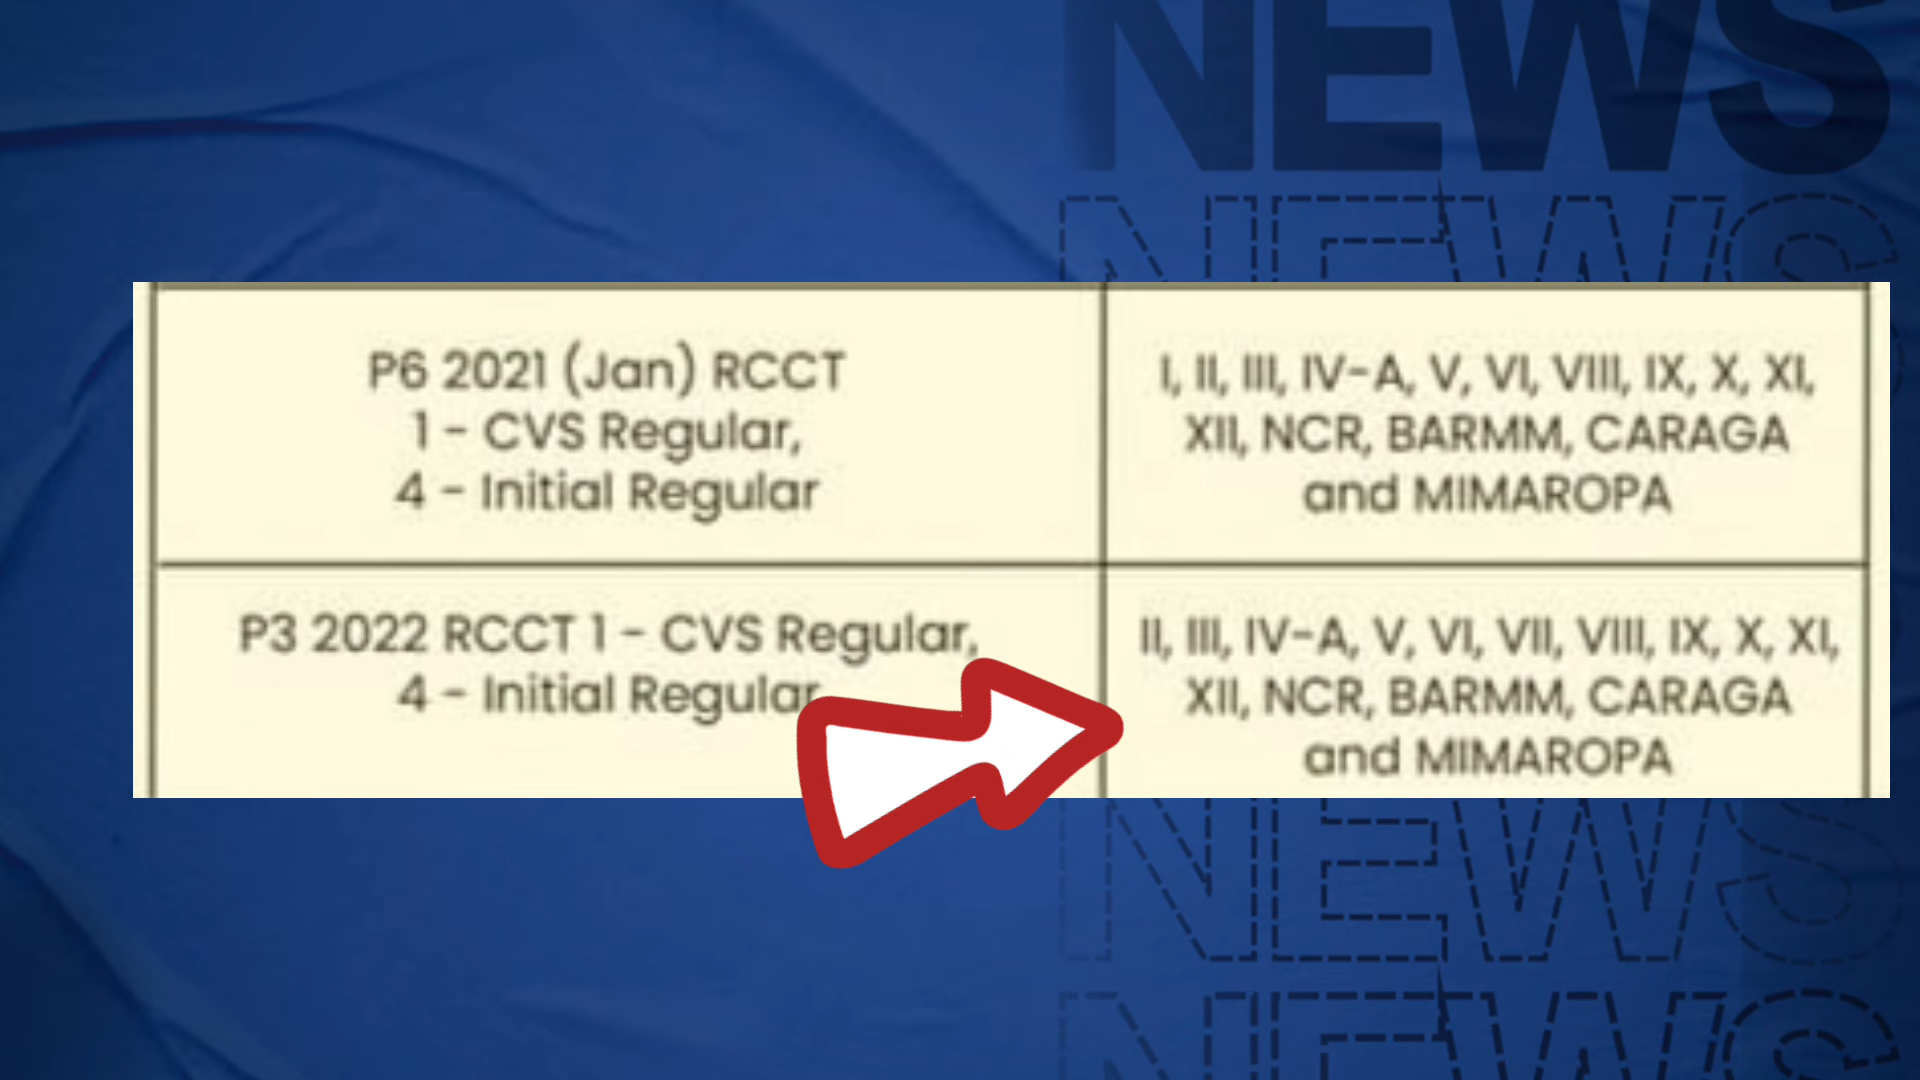 NEWS
NEWS
P6 2021 (Jan) RCCT
1 - CVS Regular,
4 - Initial Regular
I, II, III, IV-A, V, VI, VIII, IX, X, XI,
XII, NCR, BARMM, CARAGA
and MIMAROPA
P3 2022 RCCT 1 - CVS Regular,
4 - Initial Regular
II, III, IV-A, V, VI, VII, VIII, IX, X, XI,
XII, NCR, BARMM, CARAGA
and MIMAROPA
NEWS
NEWS